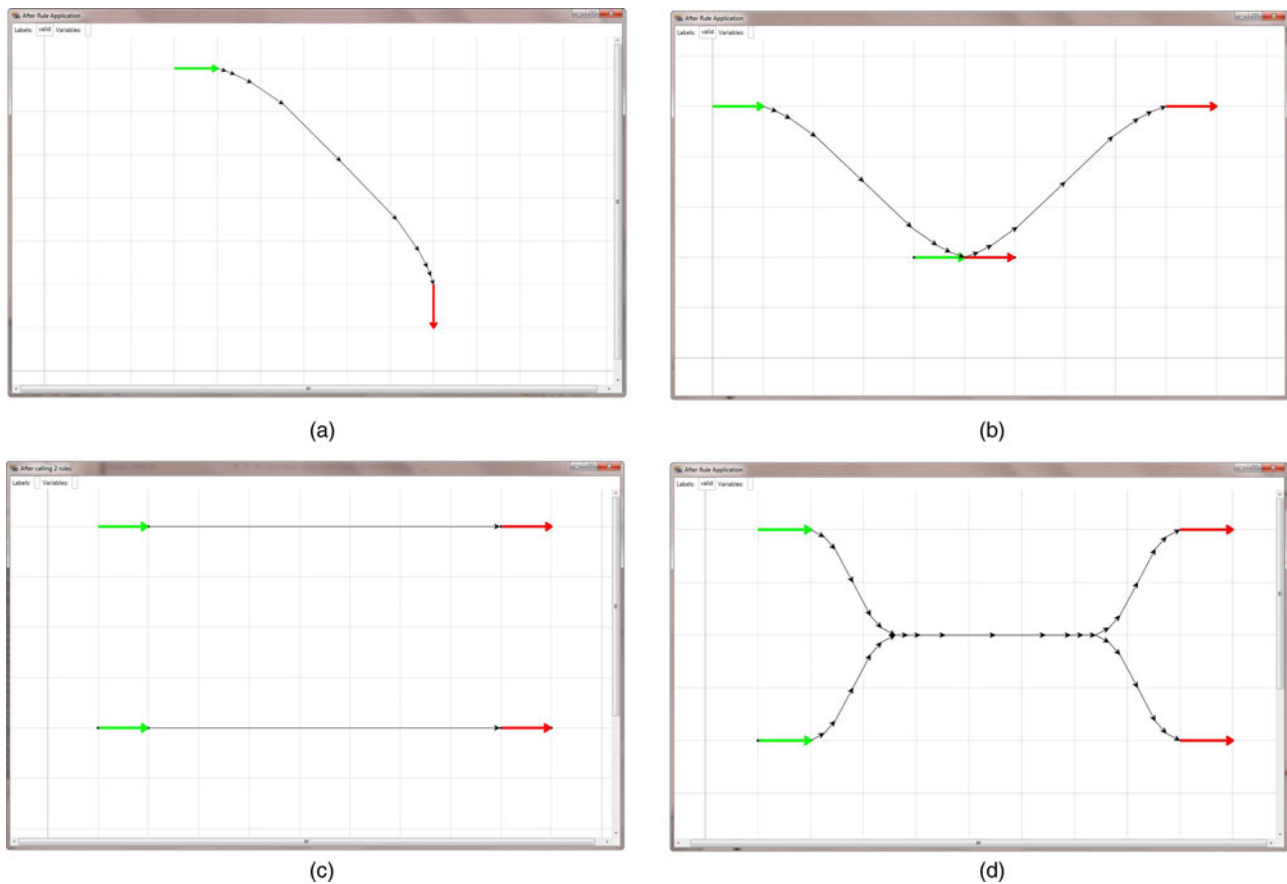 After Rule Application
Labels: valid Variables:
(a)
After Rule Application
Labels: valid Variables:
(b)
After calling 2 rules
Labels: Variables:
(c)
After Rule Application
Labels: valid Variables:
(d)